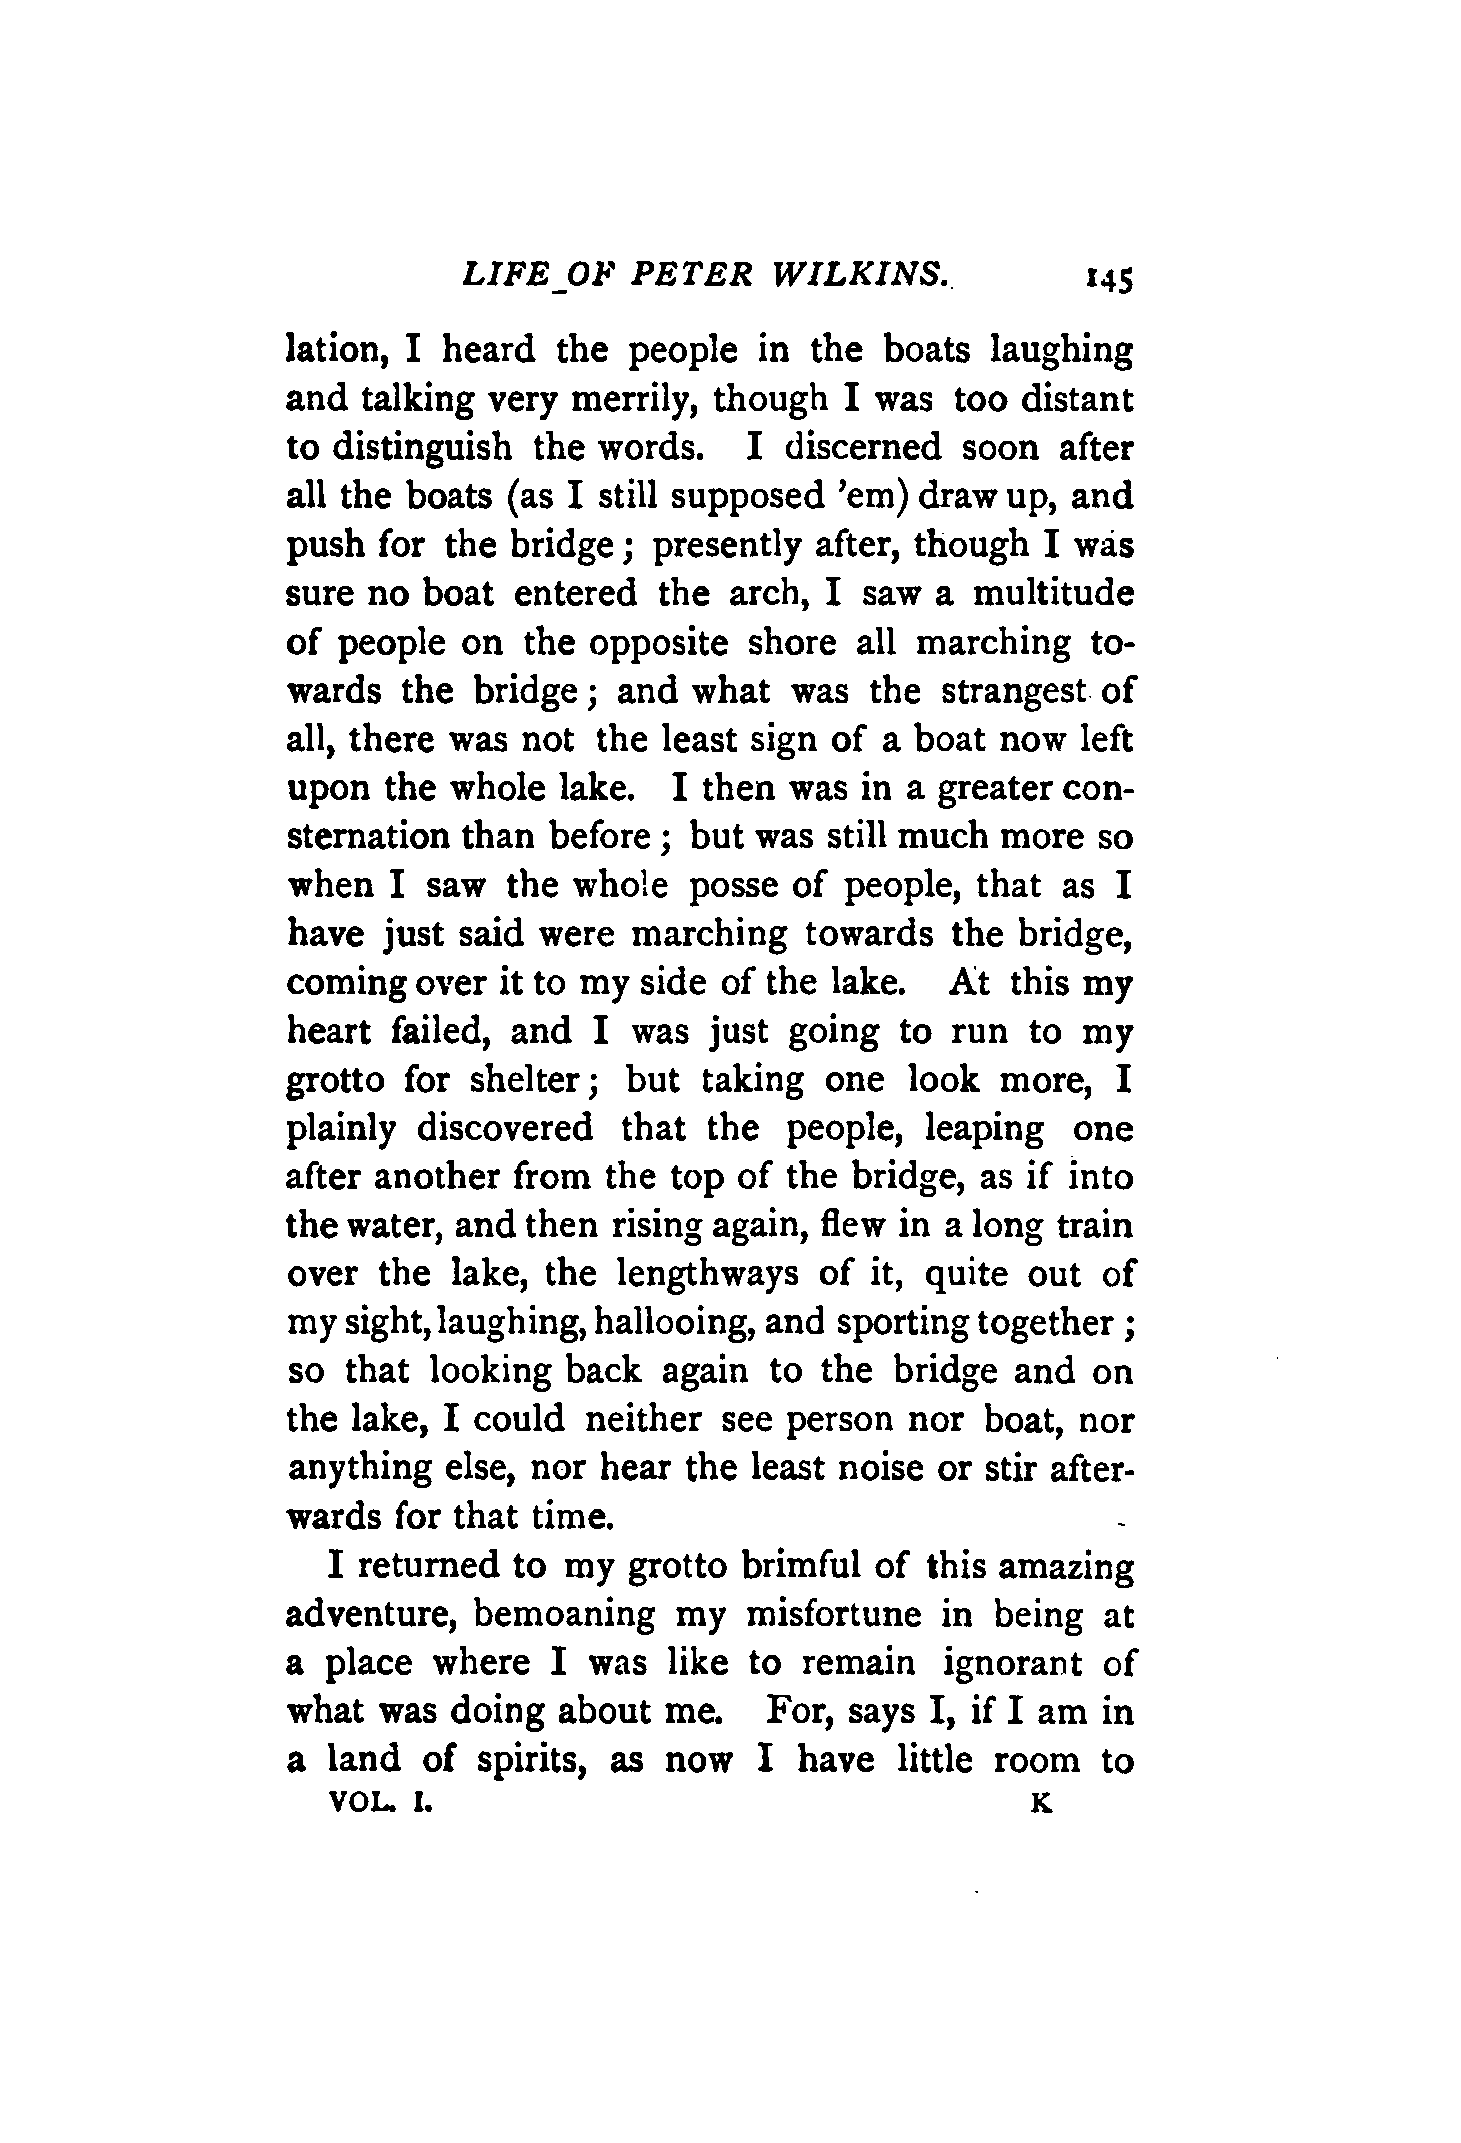 LIFE OF PETER WILKINS. 145
lation, I heard the people in the boats laughing
and talking very merrily, though I was too distant
to distinguish the words. I discerned soon after
all the boats (as I still supposed 'em) draw up, and
push for the bridge; presently after, though I was
sure no boat entered the arch, I saw a multitude
of people on the opposite shore all marching to-
wards the bridge; and what was the strangest of
all, there was not the least sign of a boat now left
upon the whole lake. I then was in a greater con-
sternation than before; but was still much more so
when I saw the whole posse of people, that as I
have just said were marching towards the bridge,
coming over it to my side of the lake. At this my
heart failed, and I was just going to run to my
grotto for shelter; but taking one look more, I
plainly discovered that the people, leaping one
after another from the top of the bridge, as if into
the water, and then rising again, flew in a long train
over the lake, the lengthways of it, quite out of
my sight, laughing, hallooing, and sporting together;
so that looking back again to the bridge and on
the lake, I could neither see person nor boat, nor
anything else, nor hear the least noise or stir after-
wards for that time.
I returned to my grotto brimful of this amazing
adventure, bemoaning my misfortune in being at
a place where I was like to remain ignorant of
what was doing about me. For, says I, if I am in
a land of spirits, as now I have little room to
VOL. I. K